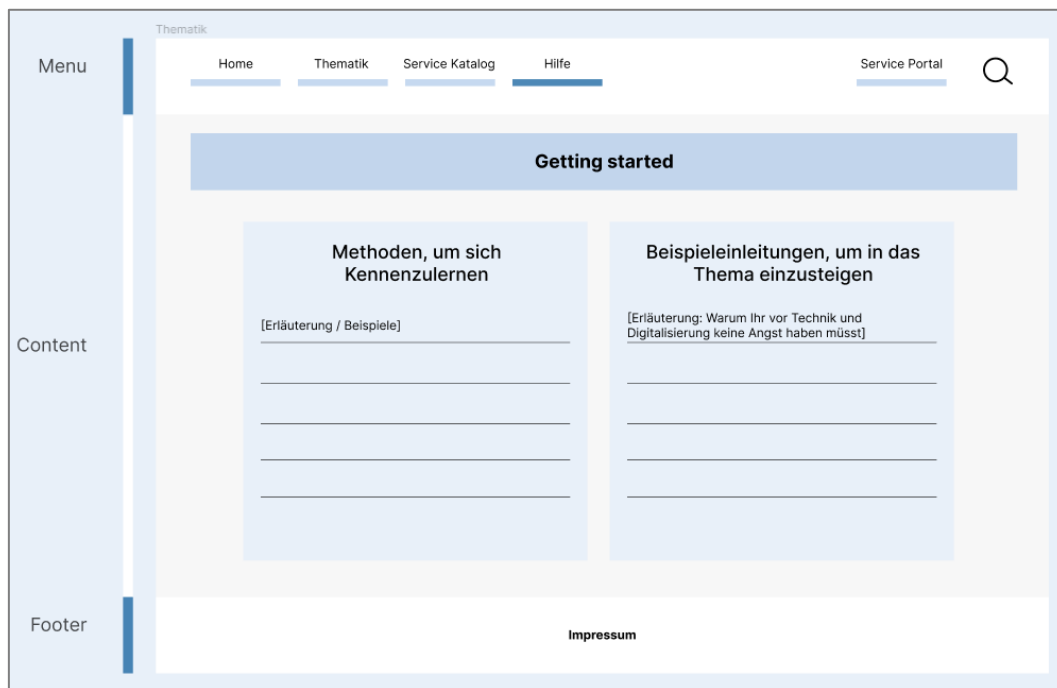 Thematik
Menu
Home
Thematik
Service Katalog
Hilfe
Service Portal
Getting started
Content
Methoden, um sich
Kennenzulernen
[Erläuterung / Beispiele]
Beispieleinleitungen, um in das
Thema einzusteigen
[Erläuterung: Warum Ihr vor Technik und
Digitalisierung keine Angst haben müsst]
Footer
Impressum